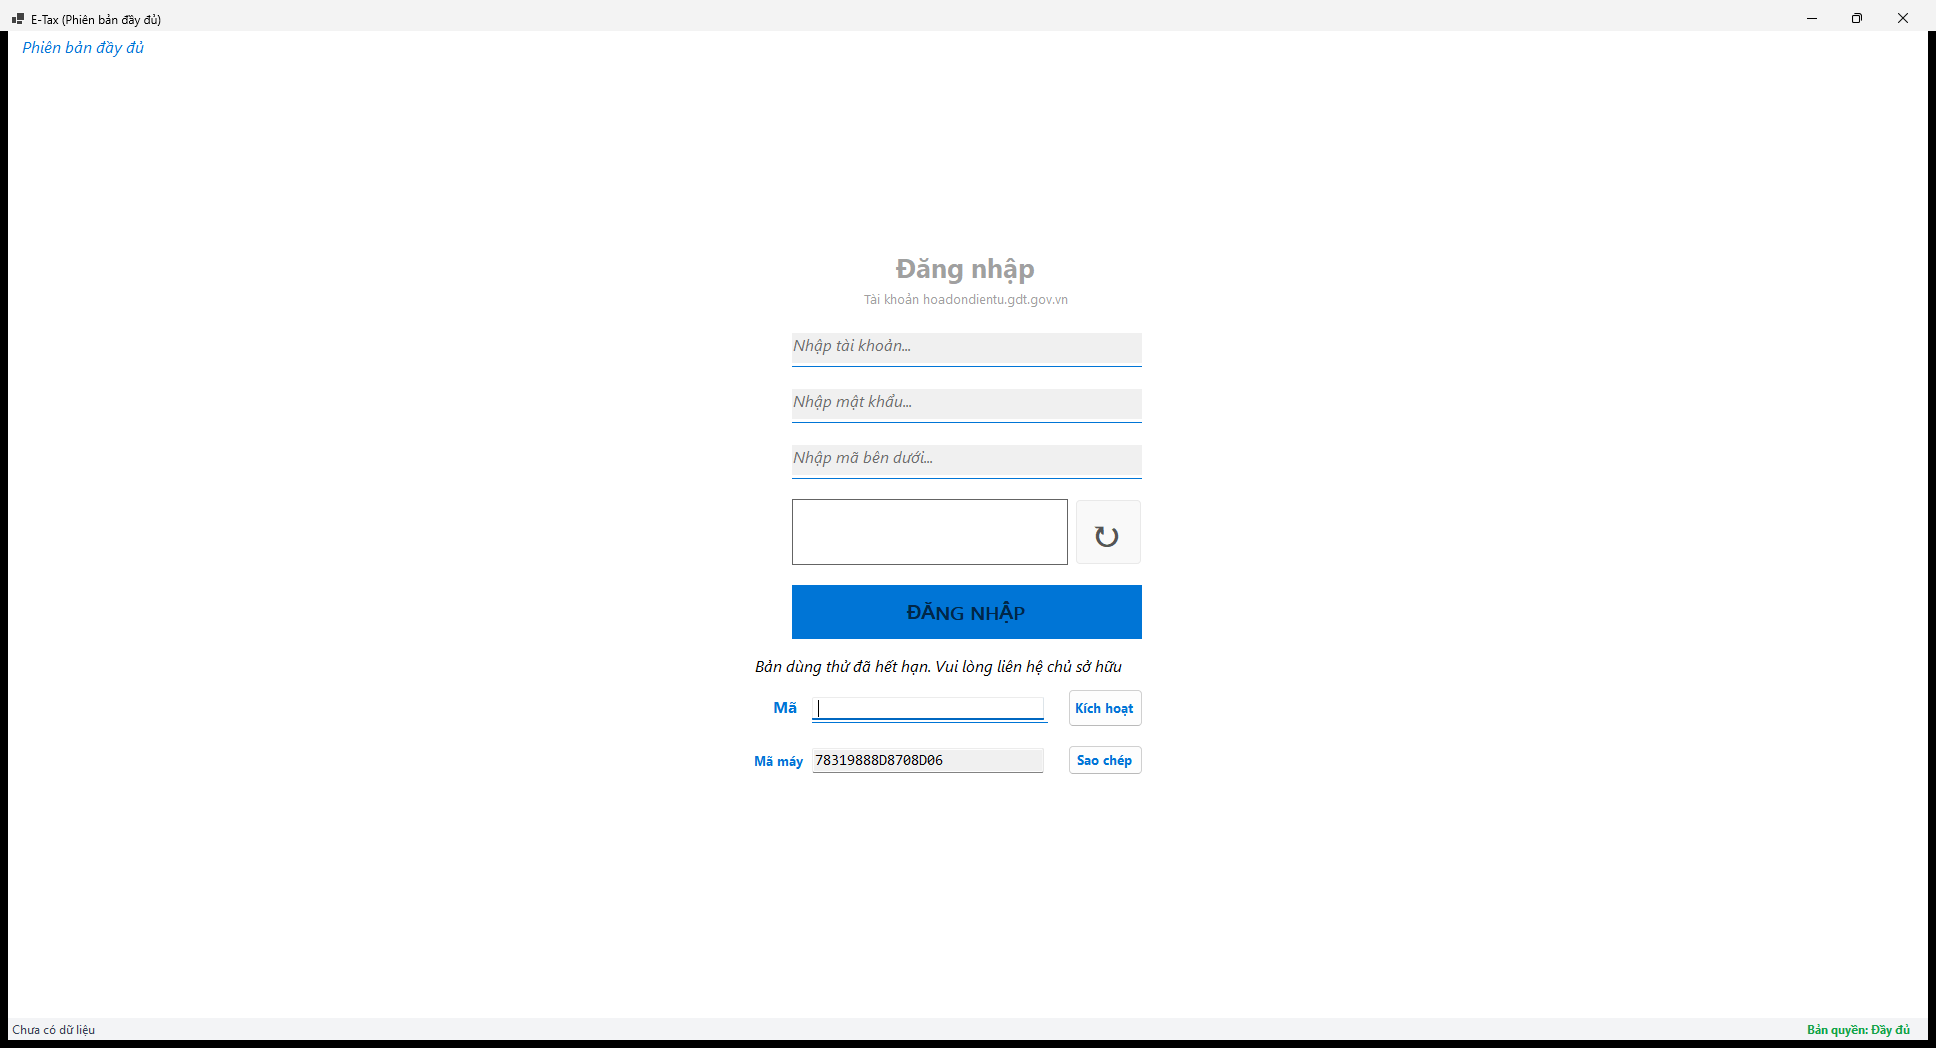 E-Tax (Phiên bản đầy đủ)
Phiên bản đầy đủ
Đăng nhập
Tài khoản hoadondientu.gdt.gov.vn
Nhập tài khoản...
Nhập mật khẩu...
Nhập mã bên dưới...
ĐĂNG NHẬP
Bản dùng thử đã hết hạn. Vui lòng liên hệ chủ sở hữu
Mã
Kích hoạt
Mã máy 78319888D8708D06 Sao chép
Chưa có dữ liệu
Bản quyền: Đầy đủ